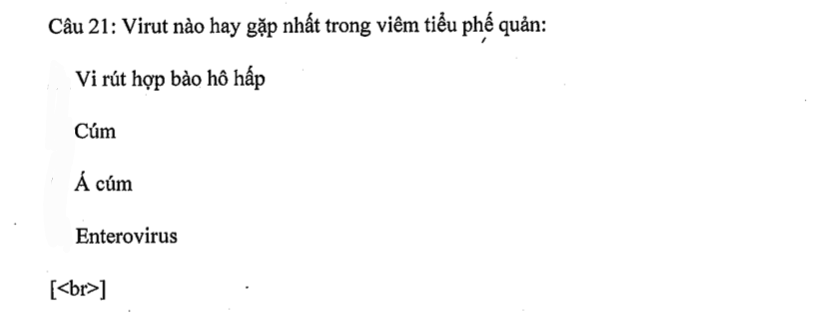 Câu 21: Virut nào hay gặp nhất trong viêm tiểu phế quản:
Vi rút hợp bào hô hấp
Cúm
Á cúm
Enterovirus
[<br>]